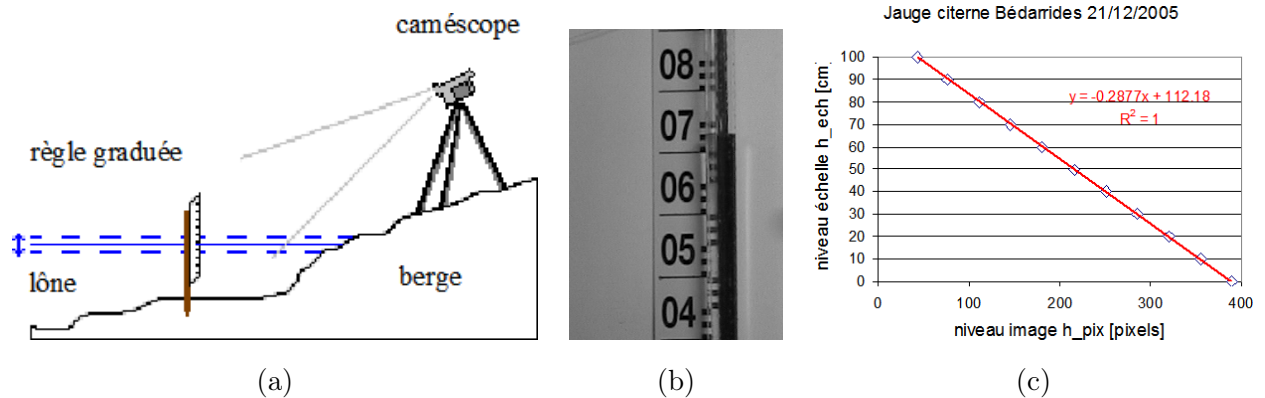 caméscope
règle graduée
lône
berge
(a)
08
07
06
05
04
(b)
Jauge citerne Bédarrides 21/12/2005
niveau échelle h_ech [cm]
100
90
80
70
60
50
40
30
20
10
0
y = -0.2877x + 112.18
R² = 1
0 100 200 300 400
niveau image h_pix [pixels]
(c)